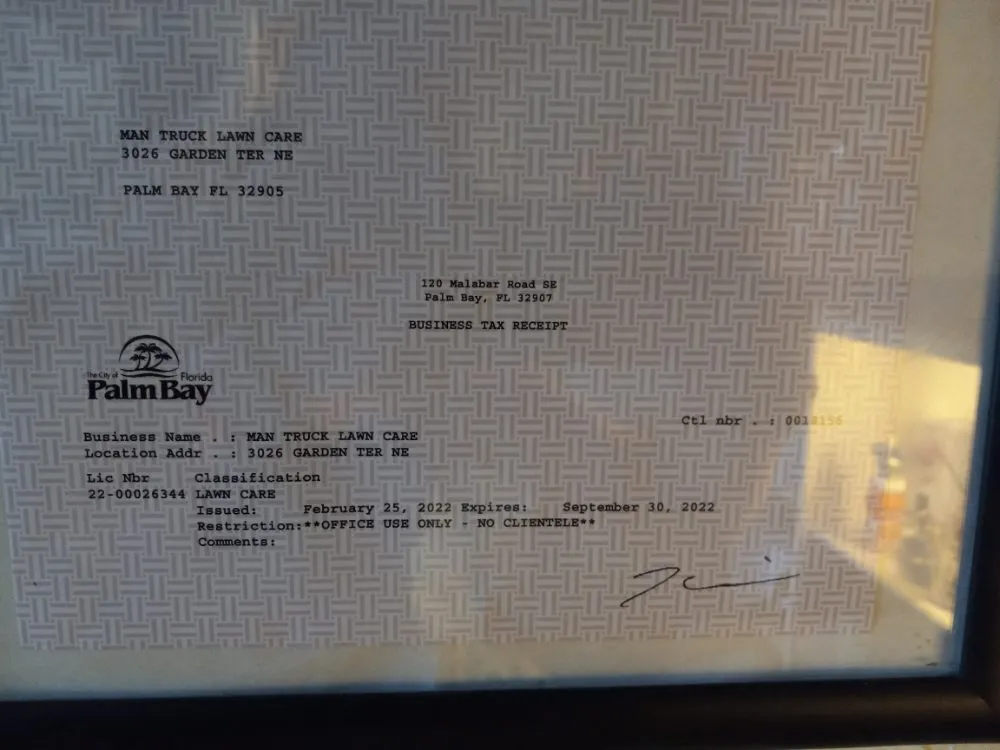 MAN TRUCK LAWN CARE
3026 GARDEN TER NE
PALM BAY FL 32905
120 Malabar Road SE
Palm Bay, FL 32907
BUSINESS TAX RECEIPT
The City of Florida
Palm Bay
Ctl nbr . :
Business Name . : MAN TRUCK LAWN CARE
Location Addr . : 3026 GARDEN TER NE
Lic Nbr Classification
22-00026344 LAWN CARE
Issued: February 25, 2022 Expires: September 30, 2022
Restriction:**OFFICE USE ONLY - NO CLIENTELE**
Comments: